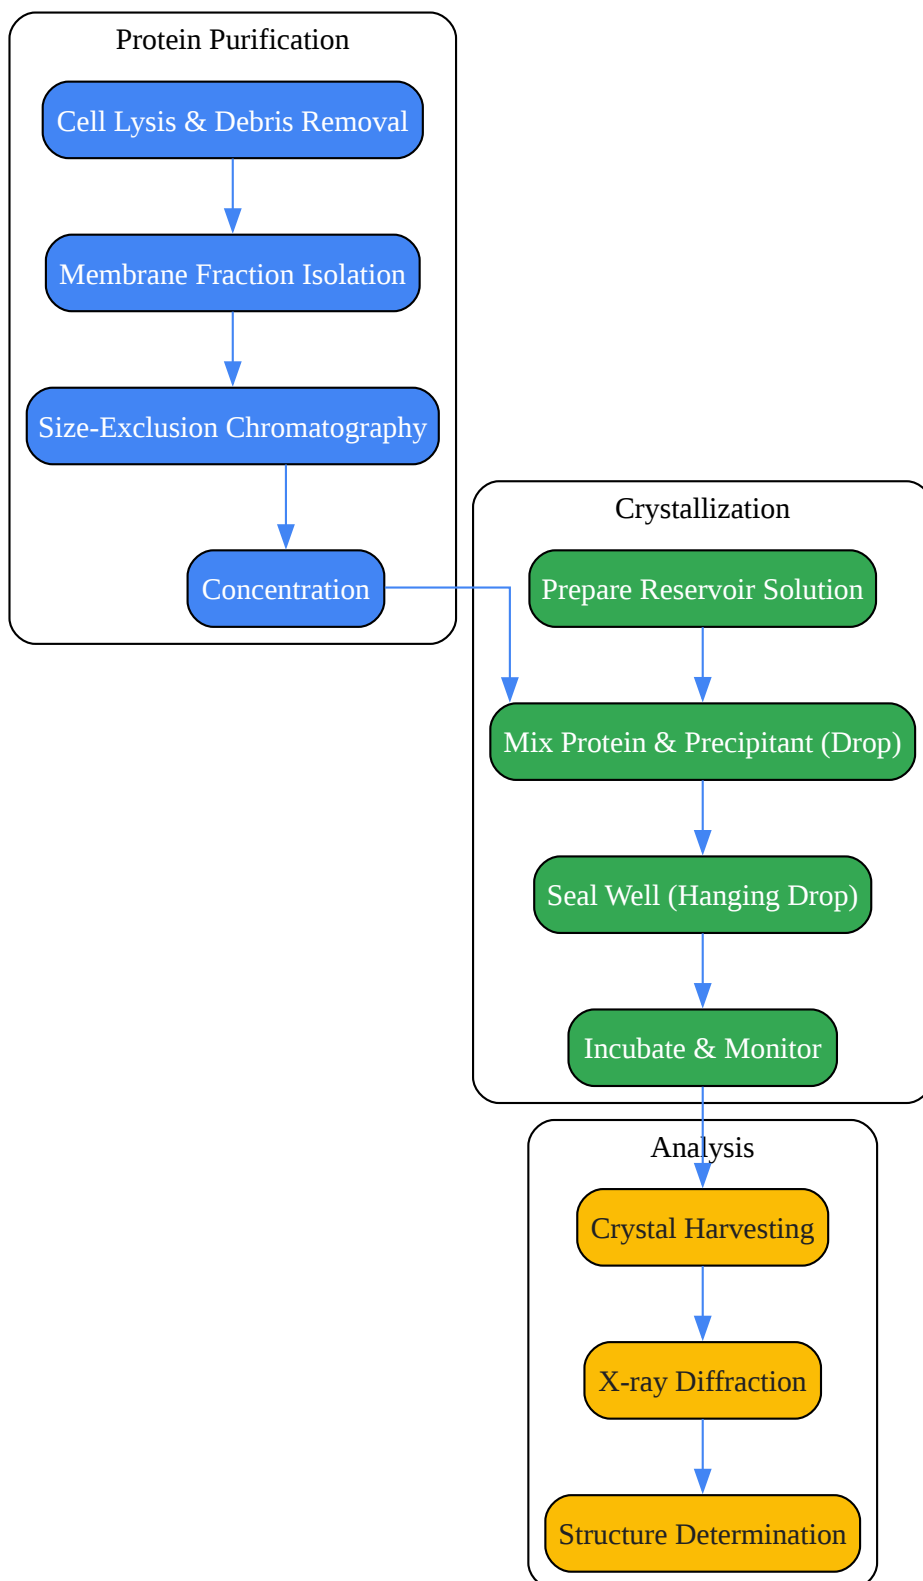 Protein Purification
Cell Lysis & Debris Removal
Membrane Fraction Isolation
Size-Exclusion Chromatography
Concentration
Crystallization
Prepare Reservoir Solution
Mix Protein & Precipitant (Drop)
Seal Well (Hanging Drop)
Incubate & Monitor
Analysis
Crystal Harvesting
X-ray Diffraction
Structure Determination